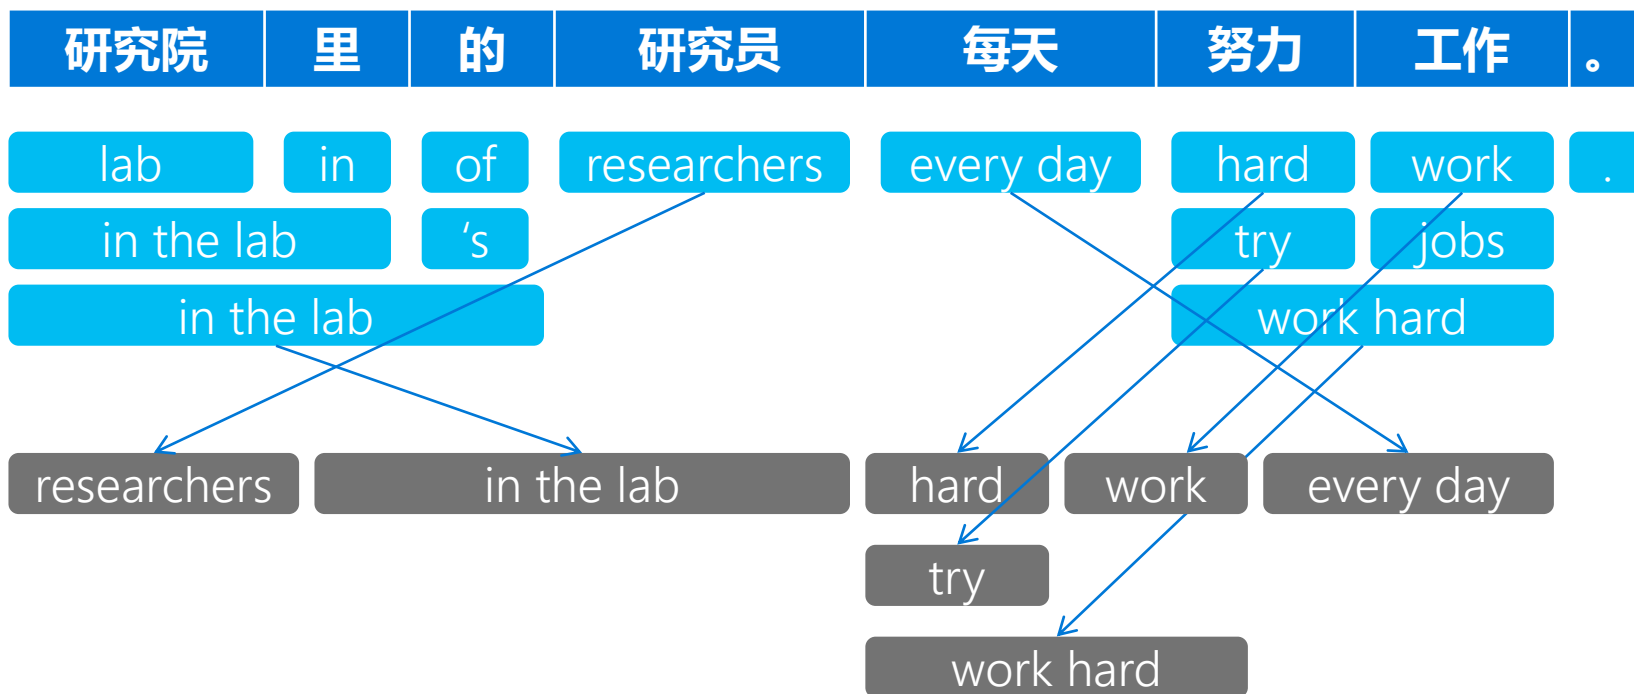 研究院 里 的 研究员 每天 努力 工作 。
lab in of researchers every day hard work .
in the lab 's try jobs
in the lab work hard
researchers in the lab hard work every day
try
work hard